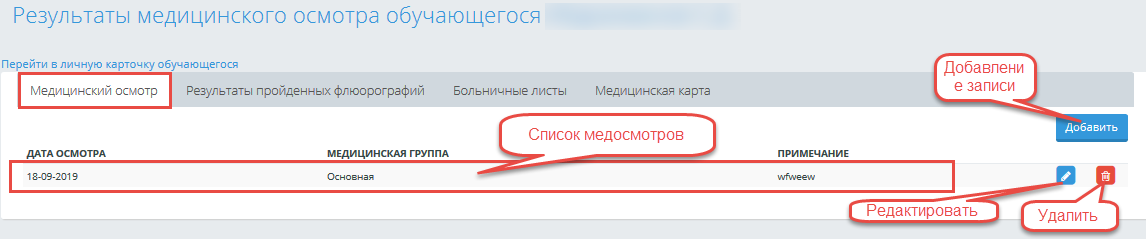 Результаты медицинского осмотра обучающегося
Перейти в личную карточку обучающегося
Медицинский осмотр Результаты пройденных флюорографий Больничные листы Медицинская карта
Добавлени
е записи
Добавить
Список медосмотров
ДАТА ОСМОТРА МЕДИЦИНСКАЯ ГРУППА ПРИМЕЧАНИЕ
18-09-2019 Основная wfweew
Редактировать
Удалить